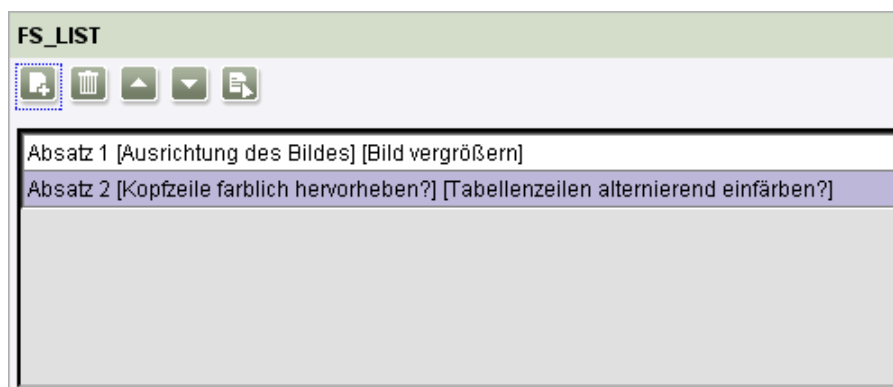 FS_LIST
Absatz 1 [Ausrichtung des Bildes] [Bild vergrößern]
Absatz 2 [Kopfzeile farblich hervorheben?] [Tabellenzeilen alternierend einfärben?]